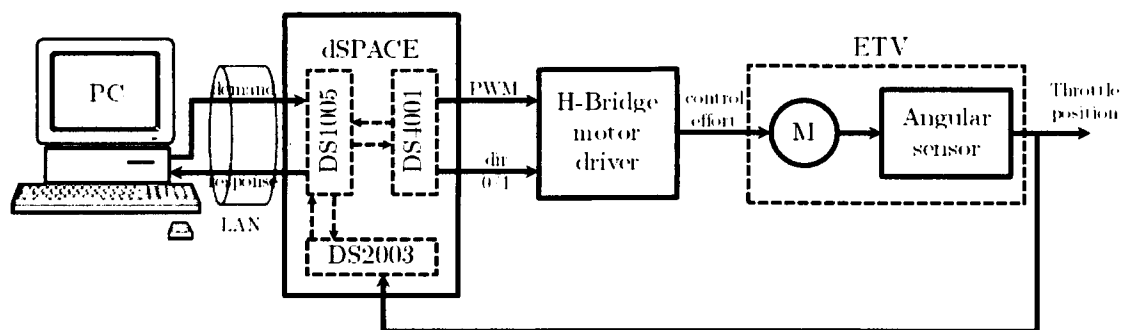 dSPACE
ETV
PC
demand
DS1005
DS4001
PWM
H-Bridge
motor
driver
control
effort
M
Angular
sensor
Throttle
position
response
dir
0/1
LAN
DS2003